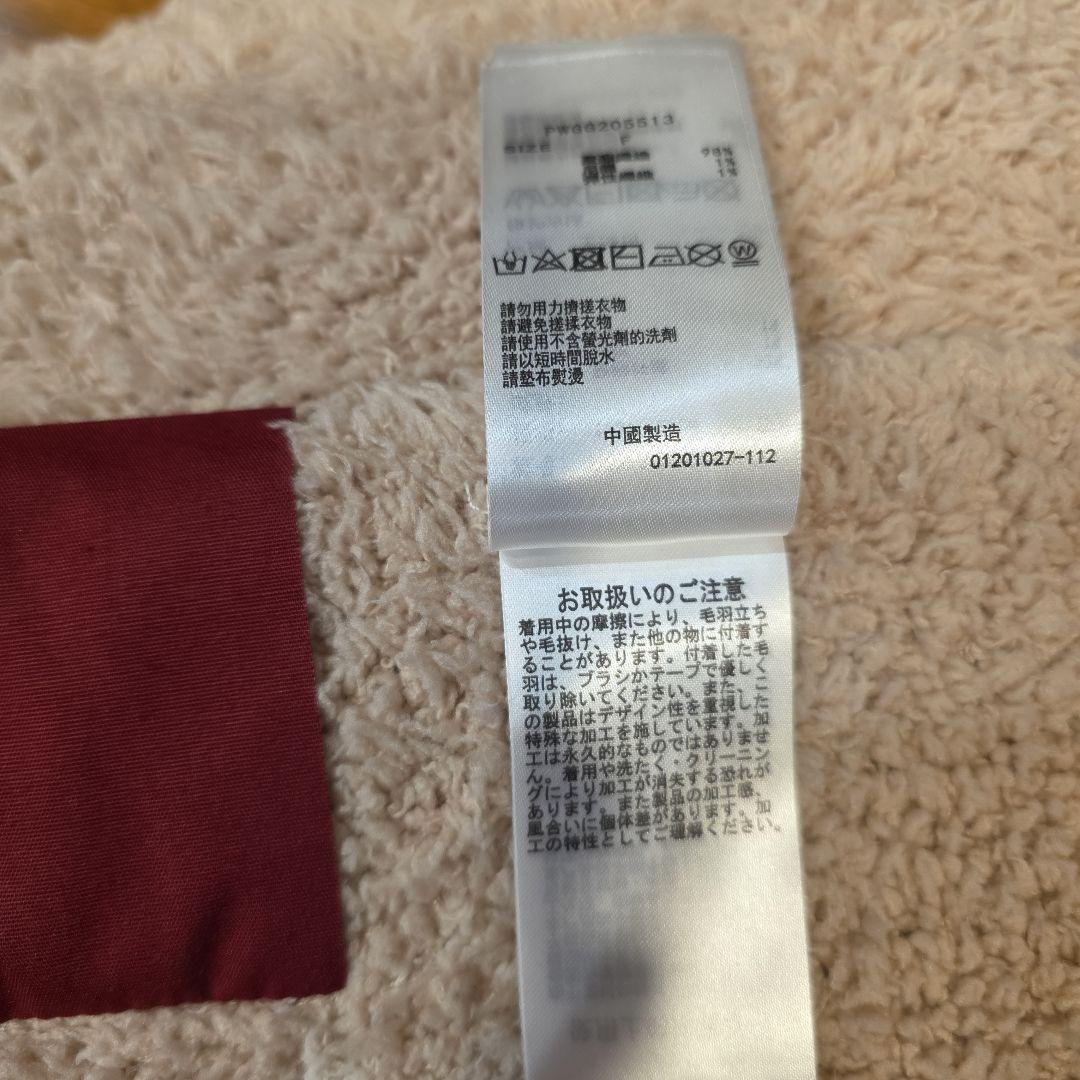 PWGG205513
SIZE F
98%
1%
彈性纖維 1%
請勿用力擠搓衣物
請避免搓揉衣物
請使用不含螢光劑的洗劑
請以短時間脫水
請墊布熨燙
中國製造
01201027-112
お取扱いのご注意
着用中の摩擦により、毛羽立ち
や毛抜け、また他の物に付着す
ることがあります。付着した毛
羽は、ブラシかテープで優しく
取り除いてください。また、こ
の製品はデザイン性を重視した
特殊な加工を施しています。加
工は永久的なものではありませ
ん。着用や洗たく・クリーニン
グにより加工が消失する恐れが
あります。また製品の加工感、
風合いに個体差があります。加
工の特性としてご理解ください。